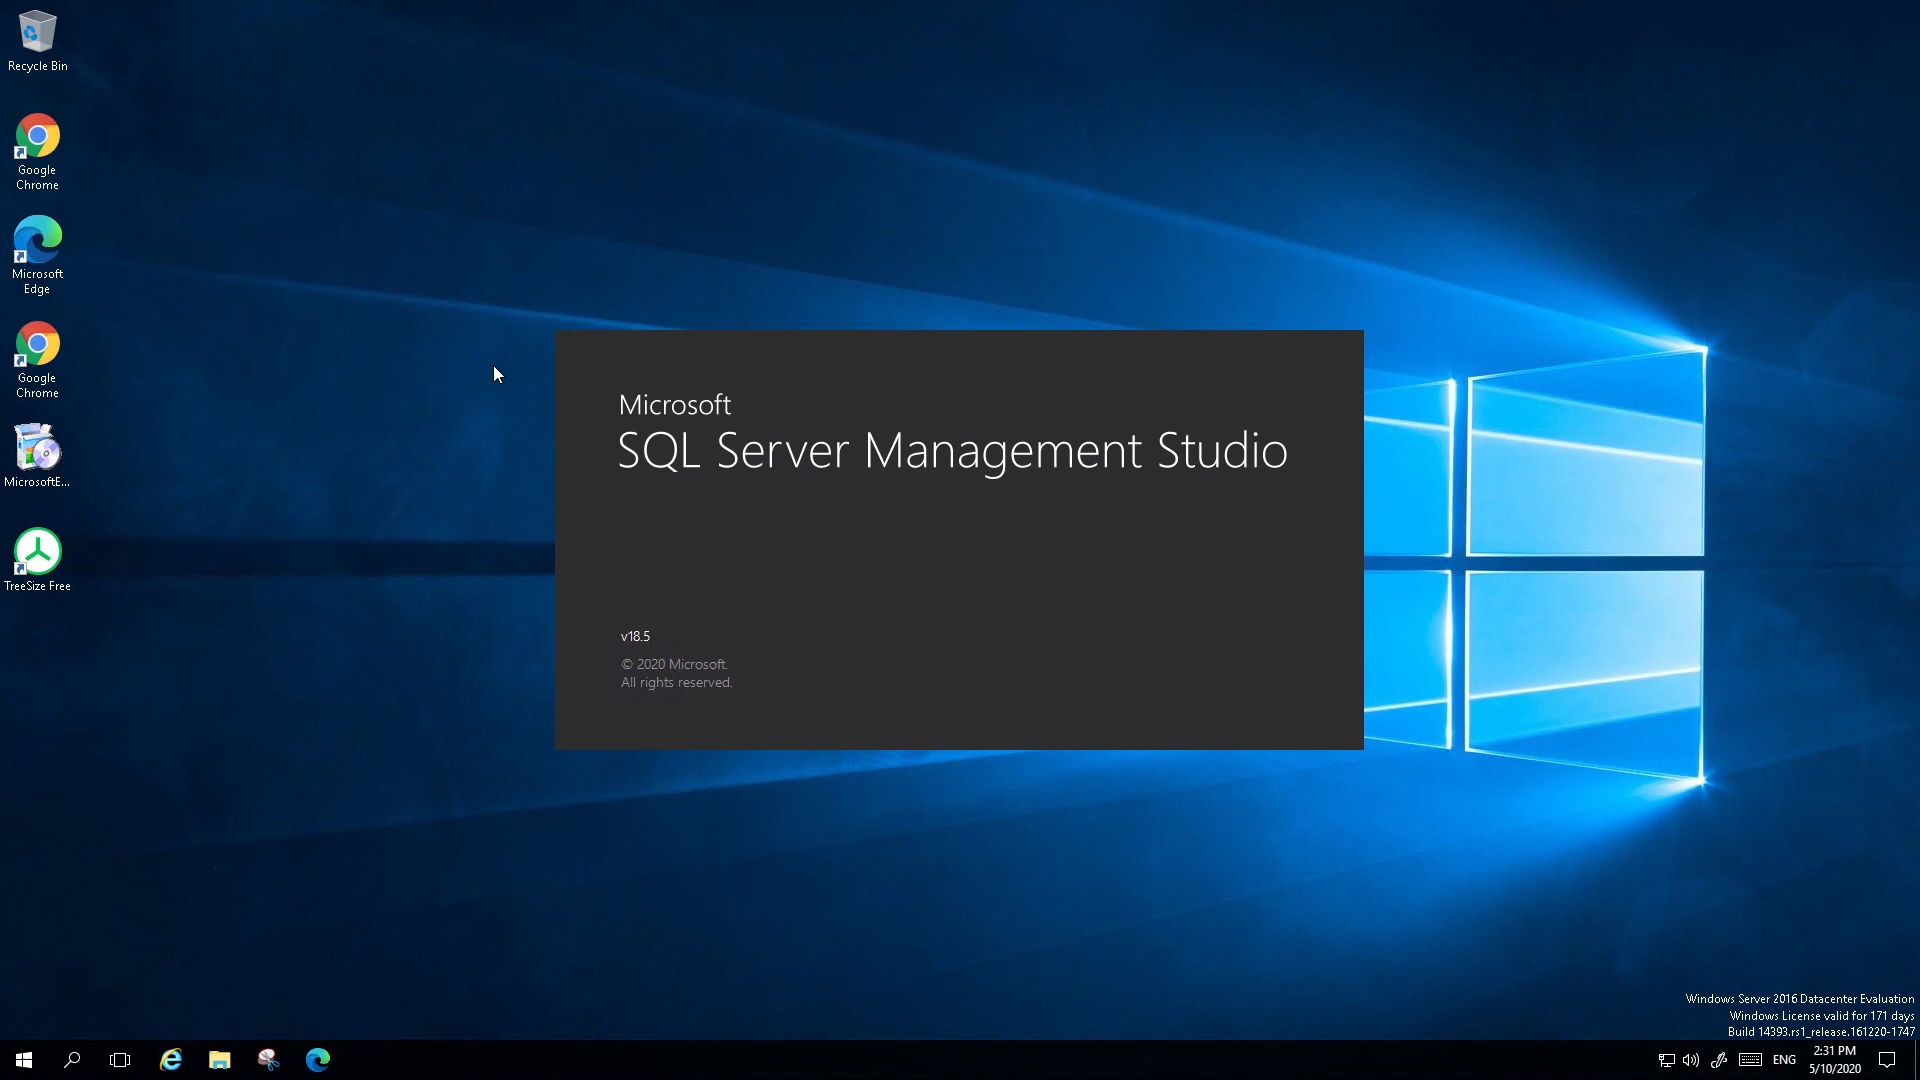 Recycle Bin
Google
Chrome
Microsoft
Edge
Google
Chrome
MicrosoftE...
TreeSize Free
Microsoft
SQL Server Management Studio
v18.5
© 2020 Microsoft.
All rights reserved.
Windows Server 2016 Datacenter Evaluation
Windows License valid for 171 days
Build 14393.rs1_release.161220-1747
ENG
2:31 PM
5/10/2020